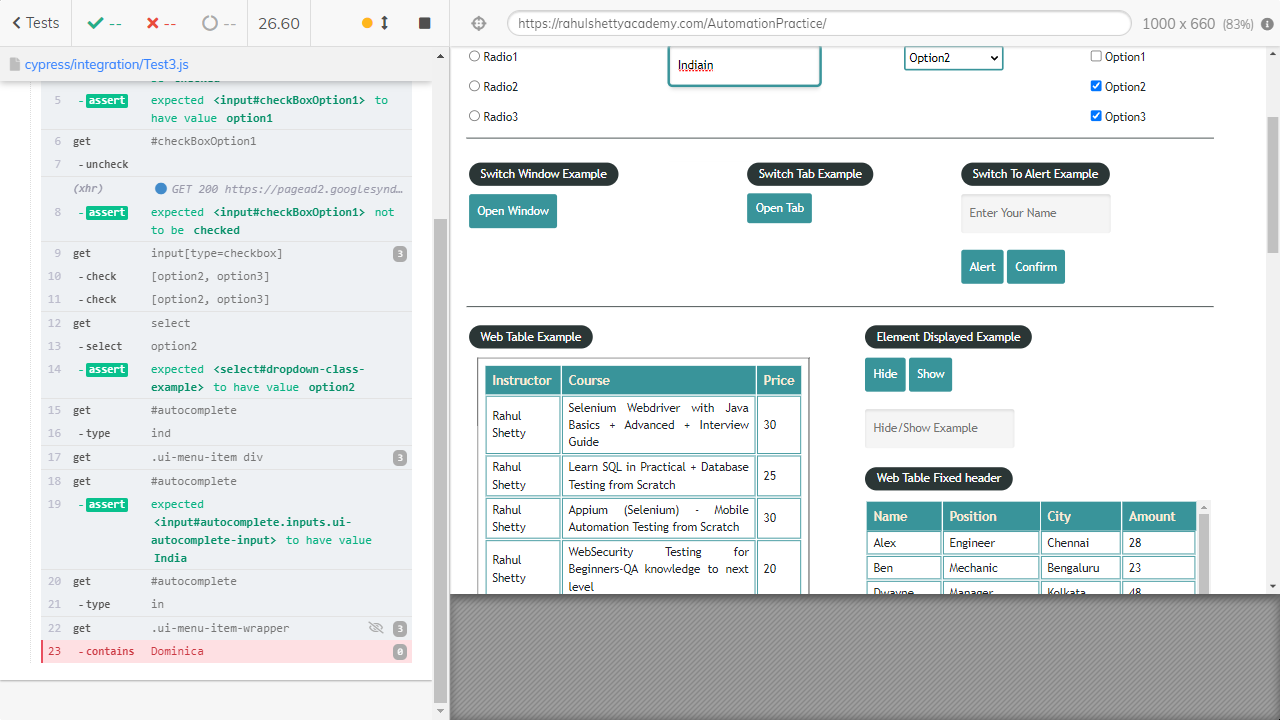 Tests
--
--
--
26.60
https://rahulshettyacademy.com/AutomationPractice/
1000 x 660 (83%)
cypress/integration/Test3.js
5 -assert expected <input#checkBoxOption1> to
have value option1
6 get #checkBoxOption1
7 -uncheck
(xhr) GET 200 https://pagead2.googlesynd…
8 -assert expected <input#checkBoxOption1> not
to be checked
9 get input[type=checkbox] 3
10 -check [option2, option3]
11 -check [option2, option3]
12 get select
13 -select option2
14 -assert expected <select#dropdown-class-
example> to have value option2
15 get #autocomplete
16 -type ind
17 get .ui-menu-item div 3
18 get #autocomplete
19 -assert expected
<input#autocomplete.inputs.ui-
autocomplete-input> to have value
India
20 get #autocomplete
21 -type in
22 get .ui-menu-item-wrapper 3
23 -contains Dominica 0
Radio1
Radio2
Radio3
Indiain
Option2
Option1
Option2
Option3
Switch Window Example
Open Window
Switch Tab Example
Open Tab
Switch To Alert Example
Enter Your Name
Alert Confirm
Web Table Example
Instructor Course Price
Rahul Shetty Selenium Webdriver with Java
Basics + Advanced + Interview
Guide 30
Rahul Shetty Learn SQL in Practical + Database
Testing from Scratch 25
Rahul Shetty Appium (Selenium) - Mobile
Automation Testing from Scratch 30
Rahul Shetty WebSecurity Testing for
Beginners-QA knowledge to next
level 20
Element Displayed Example
Hide Show
Hide/Show Example
Web Table Fixed header
Name Position City Amount
Alex Engineer Chennai 28
Ben Mechanic Bengaluru 23
Dwayne Manager Kolkata 48